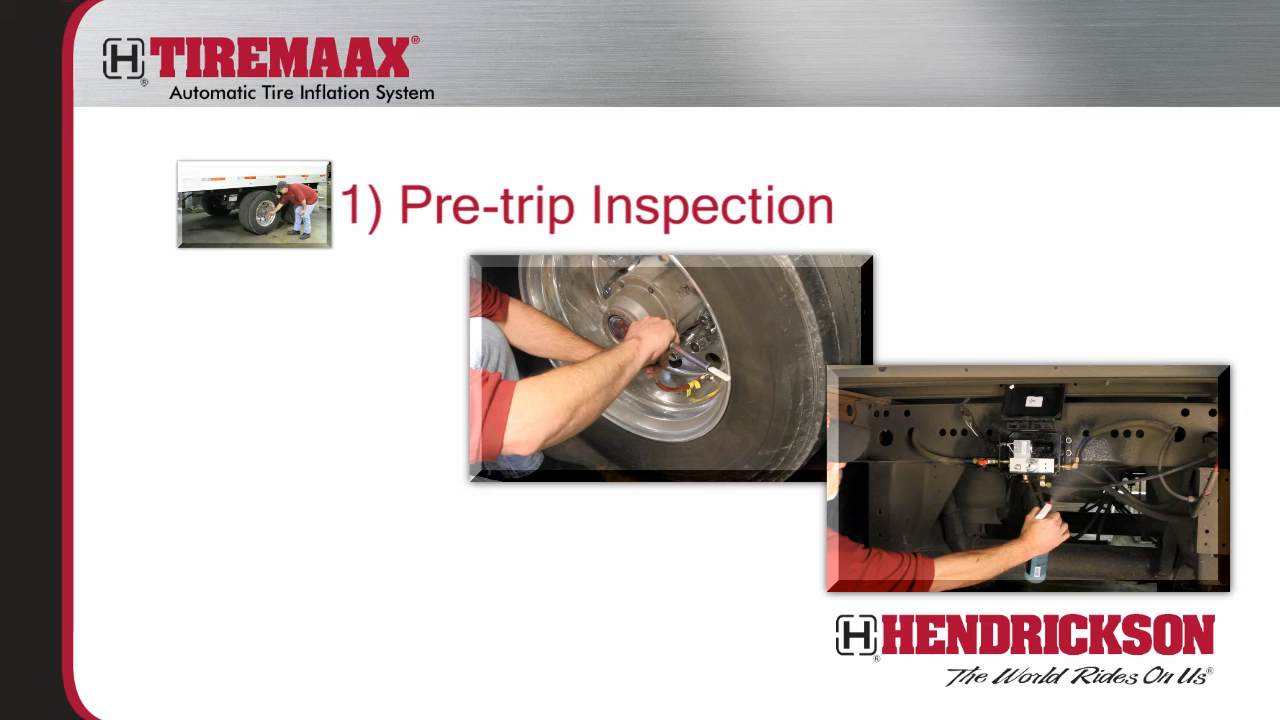 H TIREMAAX®
®
Automatic Tire Inflation System
1) Pre-trip Inspection
H HENDRICKSON
®
The World Rides On Us®